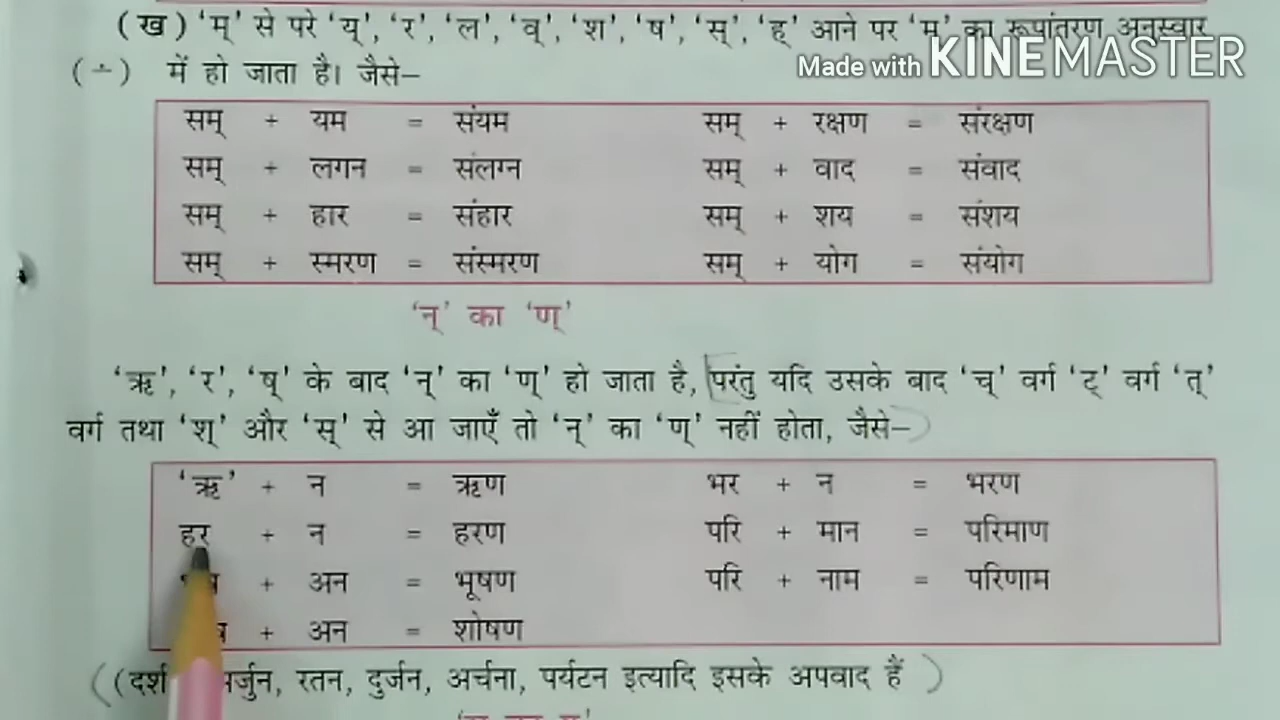 (ख) 'म्' से परे 'य्', 'र', 'ल', 'व्', 'श', 'ष', 'स्', 'ह्' आने पर 'म्' का रूपांतरण अनुस्वार
Made with KINEMASTER
(∸) में हो जाता है। जैसे–
सम् + यम = संयम सम् + रक्षण = संरक्षण
सम् + लगन = संलग्न सम् + वाद = संवाद
सम् + हार = संहार सम् + शय = संशय
सम् + स्मरण = संस्मरण सम् + योग = संयोग
'न्' का 'ण्'
'ऋ', 'र', 'ष्' के बाद 'न्' का 'ण्' हो जाता है, परंतु यदि उसके बाद 'च्' वर्ग 'ट्' वर्ग 'त्'
वर्ग तथा 'श्' और 'स्' से आ जाएँ तो 'न्' का 'ण्' नहीं होता, जैसे–
'ऋ' + न = ऋण भर + न = भरण
हर + न = हरण परि + मान = परिमाण
+ अन = भूषण परि + नाम = परिणाम
+ अन = शोषण
(दर्श र्जुन, रतन, दुर्जन, अर्चना, पर्यटन इत्यादि इसके अपवाद हैं )